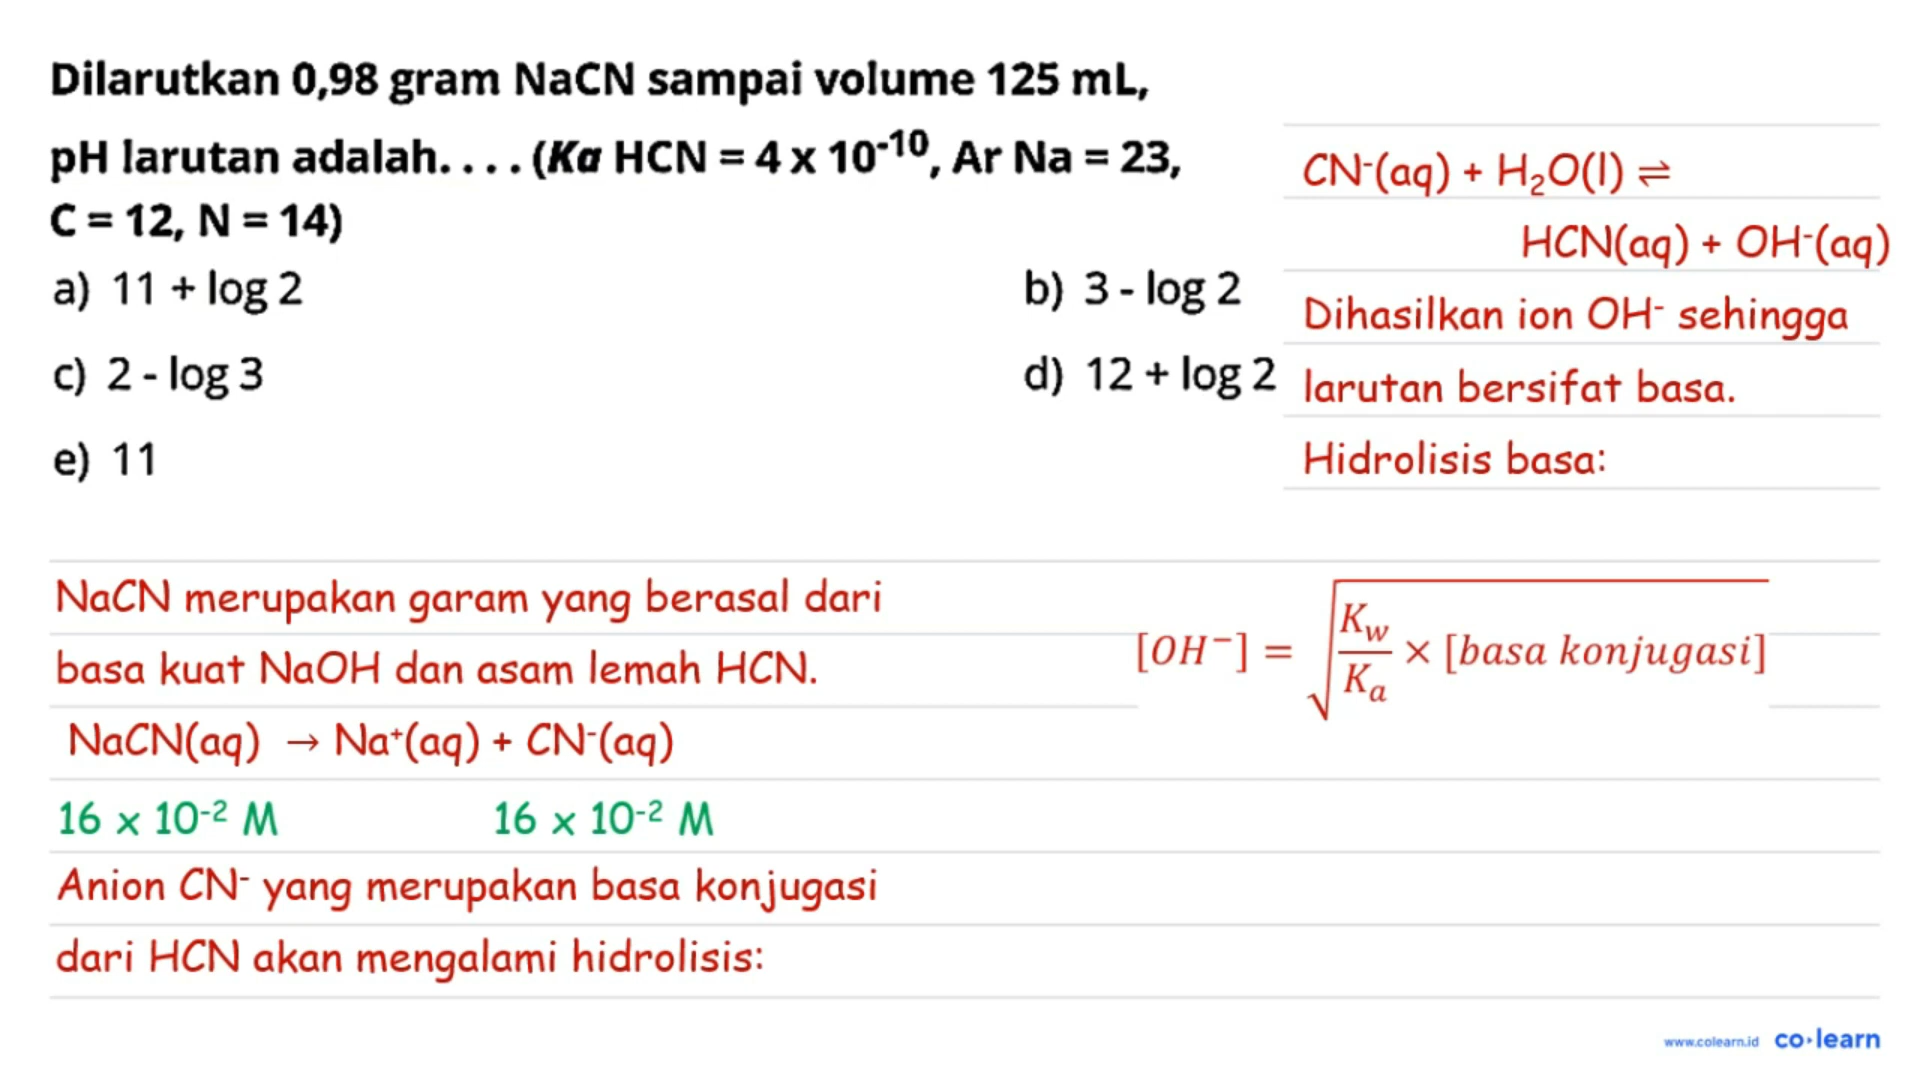 Dilarutkan 0,98 gram NaCN sampai volume 125 mL,
pH larutan adalah. . . . (Ka HCN = 4 x 10⁻¹⁰, Ar Na = 23,
C = 12, N = 14)
a) 11 + log 2
b) 3 - log 2
c) 2 - log 3
d) 12 + log 2
e) 11
NaCN merupakan garam yang berasal dari
basa kuat NaOH dan asam lemah HCN.
NaCN(aq) → Na⁺(aq) + CN⁻(aq)
16 x 10⁻² M 16 x 10⁻² M
Anion CN⁻ yang merupakan basa konjugasi
dari HCN akan mengalami hidrolisis:
CN⁻(aq) + H₂O(l) ⇌
HCN(aq) + OH⁻(aq)
Dihasilkan ion OH⁻ sehingga
larutan bersifat basa.
Hidrolisis basa:
[OH⁻] = √(K_w/K_a × [basa konjugasi])
www.colearn.id co·learn